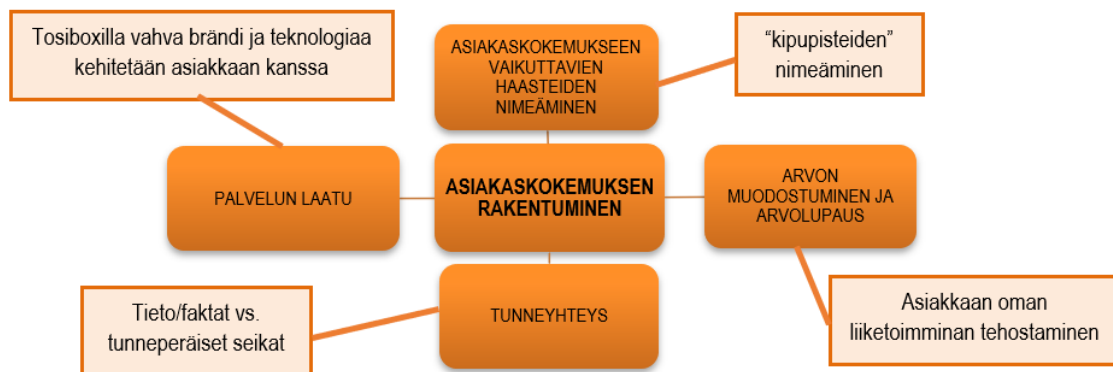 Tosiboxilla vahva brändi ja teknologiaa
kehitetään asiakkaan kanssa
ASIAKASKOKEMUKSEEN
VAIKUTTAVIEN
HAASTEIDEN
NIMEÄMINEN
“kipupisteiden”
nimeäminen
PALVELUN LAATU
ASIAKASKOKEMUKSEN
RAKENTUMINEN
ARVON
MUODOSTUMINEN JA
ARVOLUPAUS
Tieto/faktat vs.
tunneperäiset seikat
TUNNEYHTEYS
Asiakkaan oman
liiketoimminan tehostaminen